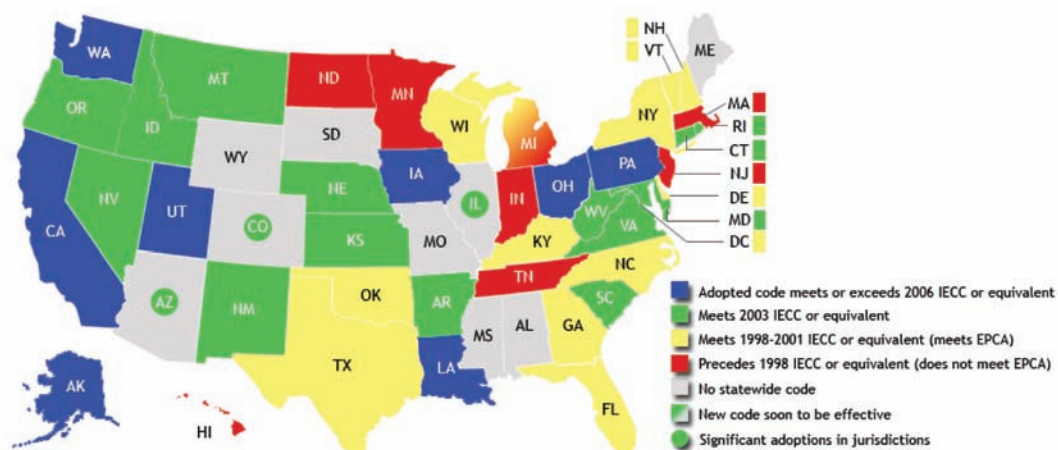 NH
VT
WA
ME
MT
ND
MN
OR
ID
SD
WI
NY
MA
RI
WY
MI
CT
NV
NE
IA
PA
NJ
UT
IL
IN
OH
DE
CA
CO
KS
MO
KY
WV
VA
MD
DC
AZ
NM
OK
AR
TN
NC
SC
TX
MS
AL
GA
LA
FL
AK
HI
Adopted code meets or exceeds 2006 IECC or equivalent
Meets 2003 IECC or equivalent
Meets 1998-2001 IECC or equivalent (meets EPCA)
Precedes 1998 IECC or equivalent (does not meet EPCA)
No statewide code
New code soon to be effective
Significant adoptions in jurisdictions